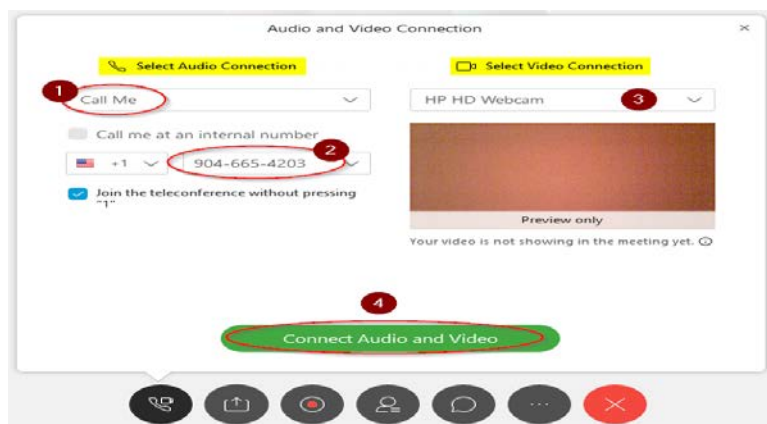 Audio and Video Connection
Select Audio Connection
Select Video Connection
1
Call Me
HP HD Webcam
3
Call me at an internal number
2
+1
904-665-4203
Join the teleconference without pressing
"1"
Preview only
Your video is not showing in the meeting yet.
4
Connect Audio and Video